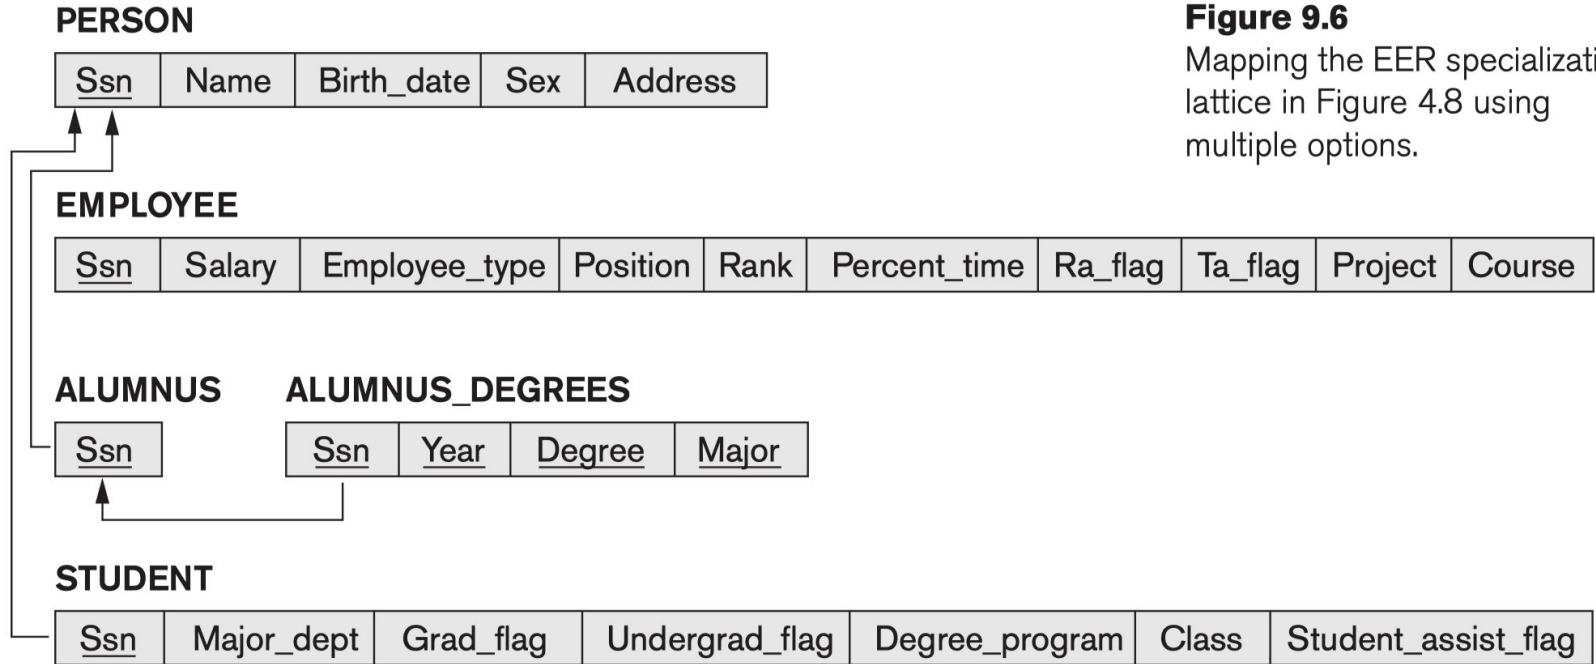 PERSON
Ssn Name Birth_date Sex Address
Figure 9.6
Mapping the EER specializati
lattice in Figure 4.8 using
multiple options.
EMPLOYEE
Ssn Salary Employee_type Position Rank Percent_time Ra_flag Ta_flag Project Course
ALUMNUS ALUMNUS_DEGREES
Ssn Ssn Year Degree Major
STUDENT
Ssn Major_dept Grad_flag Undergrad_flag Degree_program Class Student_assist_flag